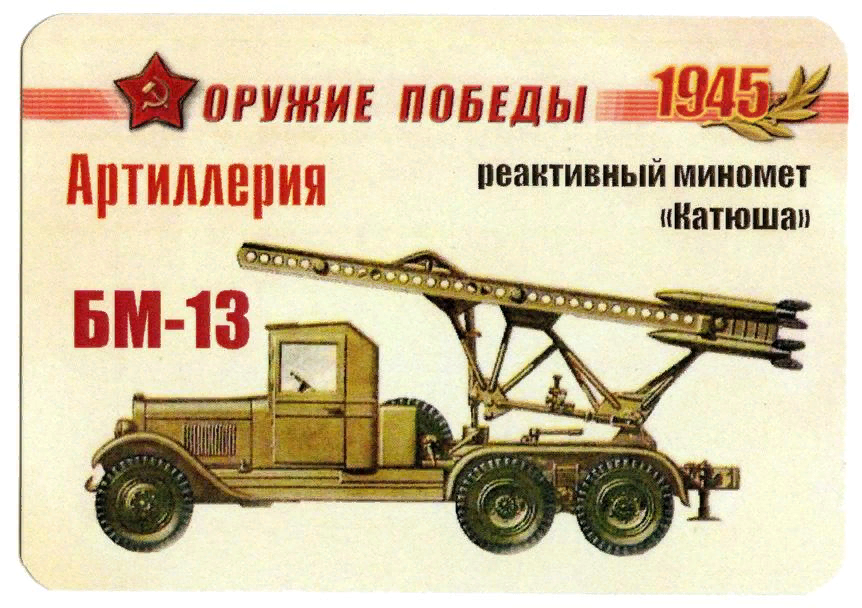 ОРУЖИЕ ПОБЕДЫ 1945
Артиллерия
реактивный миномет
«Катюша»
БМ-13